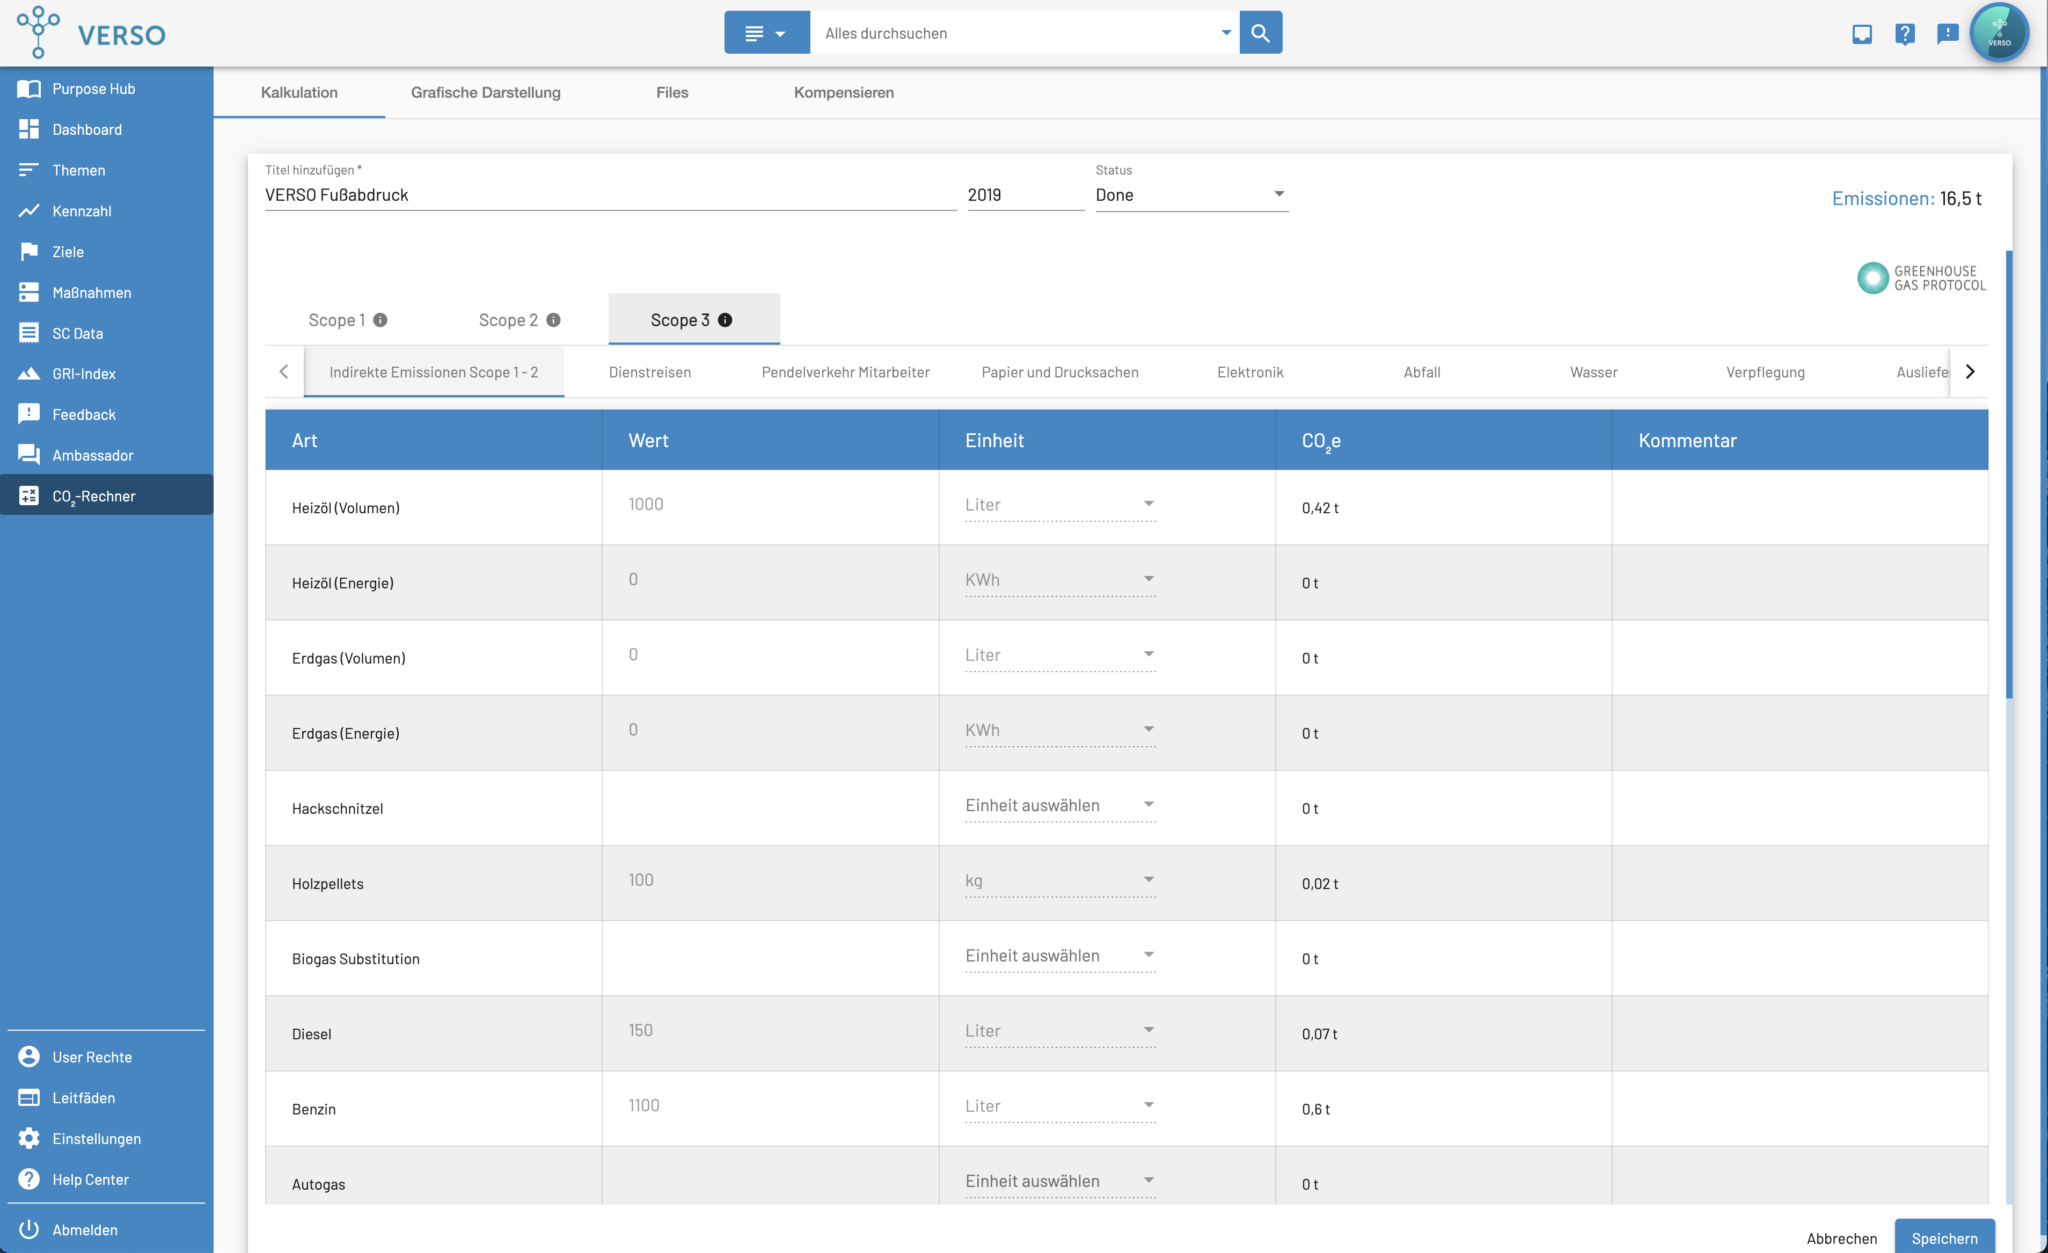 VERSO
Alles durchsuchen
VERSO
Purpose Hub
Dashboard
Themen
Kennzahl
Ziele
Maßnahmen
SC Data
GRI-Index
Feedback
Ambassador
CO₂-Rechner
User Rechte
Leitfäden
Einstellungen
Help Center
Abmelden
Kalkulation Grafische Darstellung Files Kompensieren
Titel hinzufügen * Status
VERSO Fußabdruck 2019 Done Emissionen: 16,5 t
GREENHOUSE
GAS PROTOCOL
Scope 1 Scope 2 Scope 3
Indirekte Emissionen Scope 1 - 2 Dienstreisen Pendelverkehr Mitarbeiter Papier und Drucksachen Elektronik Abfall Wasser Verpflegung Ausliefe
Art Wert Einheit CO₂e Kommentar
Heizöl (Volumen) 1000 Liter 0,42 t
Heizöl (Energie) 0 KWh 0 t
Erdgas (Volumen) 0 Liter 0 t
Erdgas (Energie) 0 KWh 0 t
Hackschnitzel Einheit auswählen 0 t
Holzpellets 100 kg 0,02 t
Biogas Substitution Einheit auswählen 0 t
Diesel 150 Liter 0,07 t
Benzin 1100 Liter 0,6 t
Autogas Einheit auswählen 0 t
Abbrechen Speichern